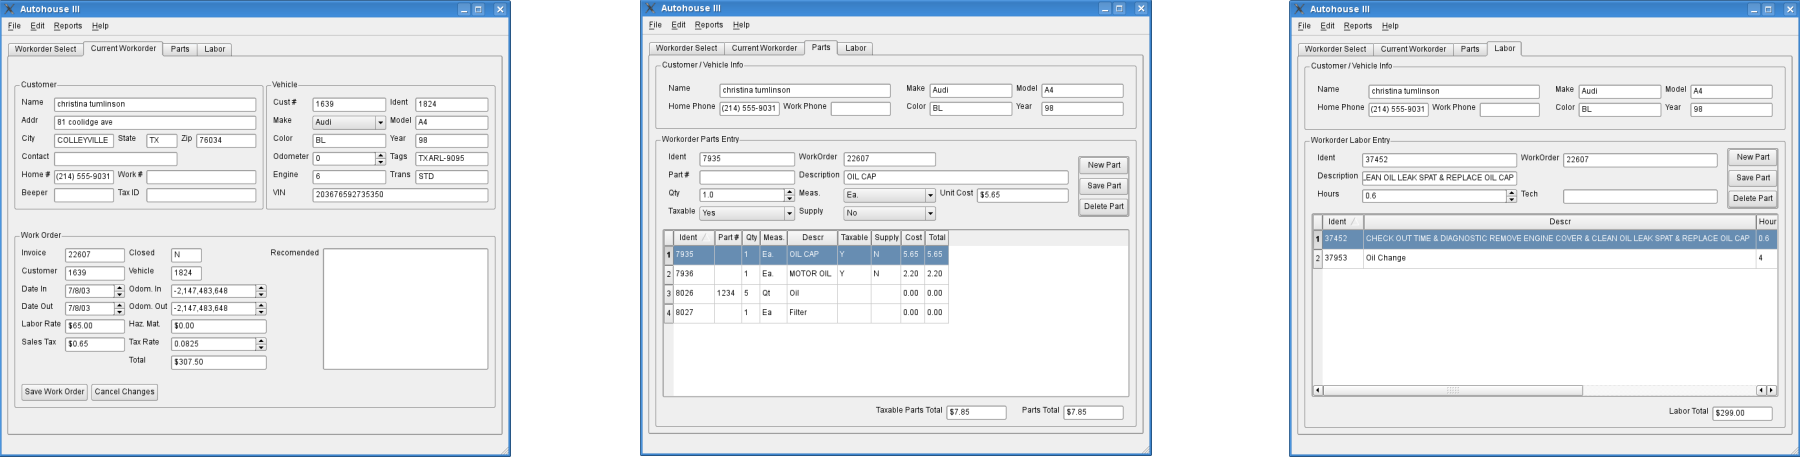 Autohouse III
File Edit Reports Help
Workorder Select Current Workorder Parts Labor
Customer
Name christina tumlinson
Addr 81 coolidge ave
City COLLEYVILLE State TX Zip 76034
Contact
Home # (214) 555-9031 Work #
Beeper Tax ID
Vehicle
Cust # 1639 Ident 1824
Make Audi Model A4
Color BL Year 98
Odometer 0 Tags TXARL-9095
Engine 6 Trans STD
VIN 203676592735350
Work Order
Invoice 22607 Closed N Recomended
Customer 1639 Vehicle 1824
Date In 7/8/03 Odom. In -2,147,483,648
Date Out 7/8/03 Odom. Out -2,147,483,648
Labor Rate $65.00 Haz. Mat. $0.00
Sales Tax $0.65 Tax Rate 0.0825
Total $307.50
Save Work Order Cancel Changes
Autohouse III
File Edit Reports Help
Workorder Select Current Workorder Parts Labor
Customer / Vehicle Info
Name christina tumlinson Make Audi Model A4
Home Phone (214) 555-9031 Work Phone Color BL Year 98
Workorder Parts Entry
Ident 7935 WorkOrder 22607 New Part
Part # Description OIL CAP Save Part
Qty 1.0 Meas. Ea. Unit Cost $5.65 Delete Part
Taxable Yes Supply No
Ident Part # Qty Meas. Descr Taxable Supply Cost Total
1 7935 1 Ea. OIL CAP Y N 5.65 5.65
2 7936 1 Ea. MOTOR OIL Y N 2.20 2.20
3 8026 1234 5 Qt Oil 0.00 0.00
4 8027 1 Ea Filter 0.00 0.00
Taxable Parts Total $7.85 Parts Total $7.85
Autohouse III
File Edit Reports Help
Workorder Select Current Workorder Parts Labor
Customer / Vehicle Info
Name christina tumlinson Make Audi Model A4
Home Phone (214) 555-9031 Work Phone Color BL Year 98
Workorder Labor Entry
Ident 37452 WorkOrder 22607 New Part
Description .EAN OIL LEAK SPAT & REPLACE OIL CAP Save Part
Hours 0.6 Tech Delete Part
Ident Descr Hour
1 37452 CHECK OUT TIME & DIAGNOSTIC REMOVE ENGINE COVER & CLEAN OIL LEAK SPAT & REPLACE OIL CAP 0.6
2 37953 Oil Change 4
Labor Total $299.00